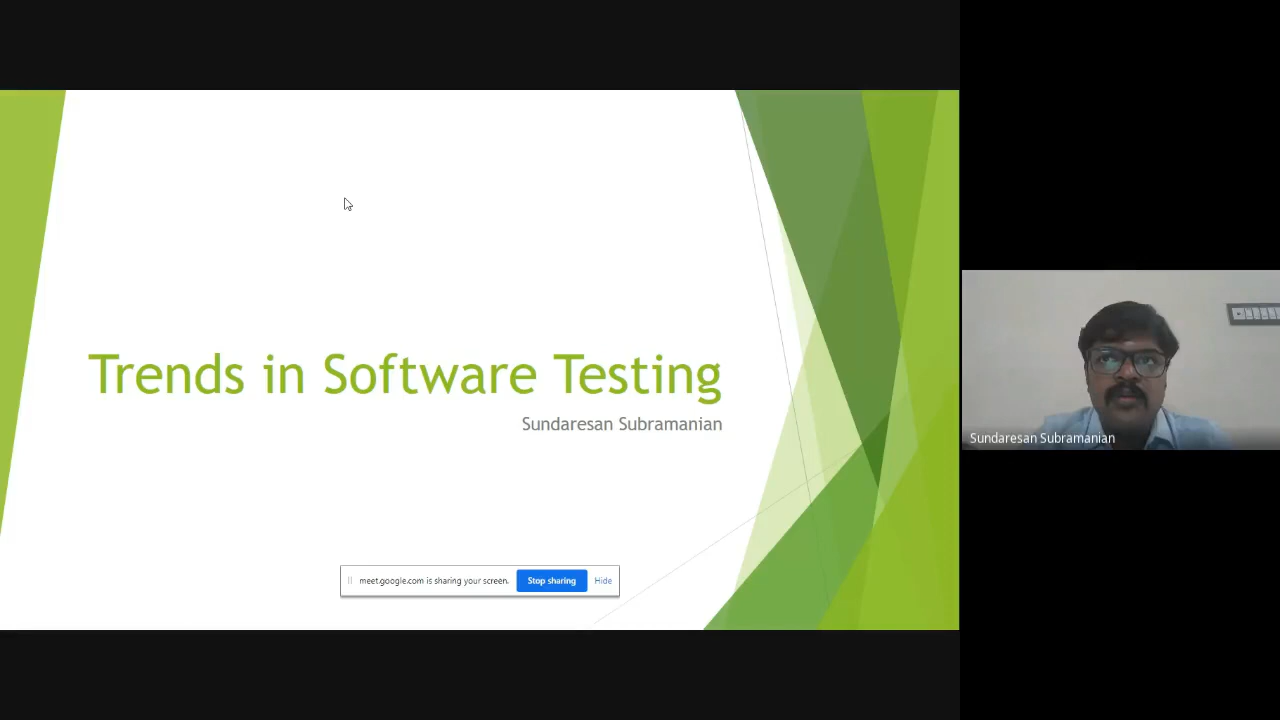 Trends in Software Testing
Sundaresan Subramanian
meet.google.com is sharing your screen.
Stop sharing
Hide
Sundaresan Subramanian